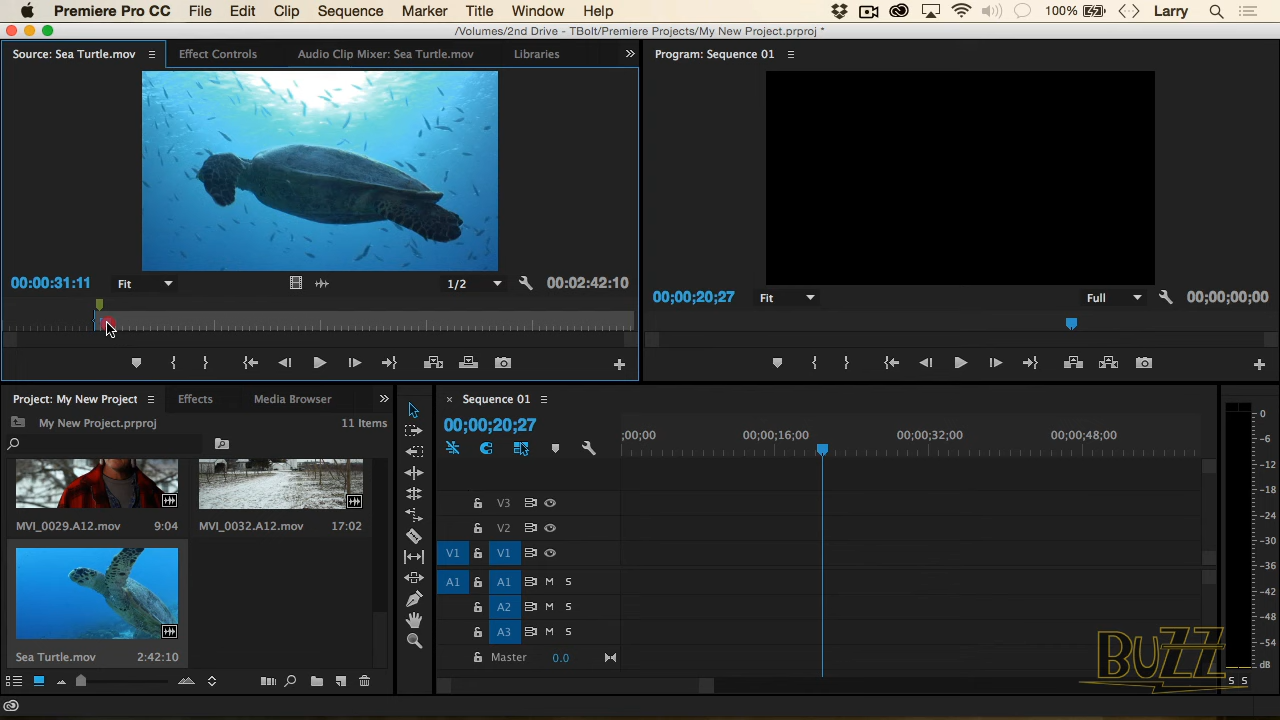 Premiere Pro CC File Edit Clip Sequence Marker Title Window Help 100% Larry
/Volumes/2nd Drive - TBolt/Premiere Projects/My New Project.prproj *
Source: Sea Turtle.mov Effect Controls Audio Clip Mixer: Sea Turtle.mov Libraries
Program: Sequence 01
00:00:31:11 Fit 1/2 00:02:42:10
00;00;20;27 Fit Full 00;00;00;00
Project: My New Project Effects Media Browser
My New Project.prproj 11 Items
MVI_0029.A12.mov 9:04 MVI_0032.A12.mov 17:02
Sea Turtle.mov 2:42:10
× Sequence 01
00;00;20;27
;00;00 00;00;16;00 00;00;32;00 00;00;48;00
V3
V2
V1 V1
A1 A1 M S
A2 M S
A3 M S
Master 0.0
0
-6
-12
-18
-24
-30
-36
-42
-48
-54
dB
S S
BUZZ